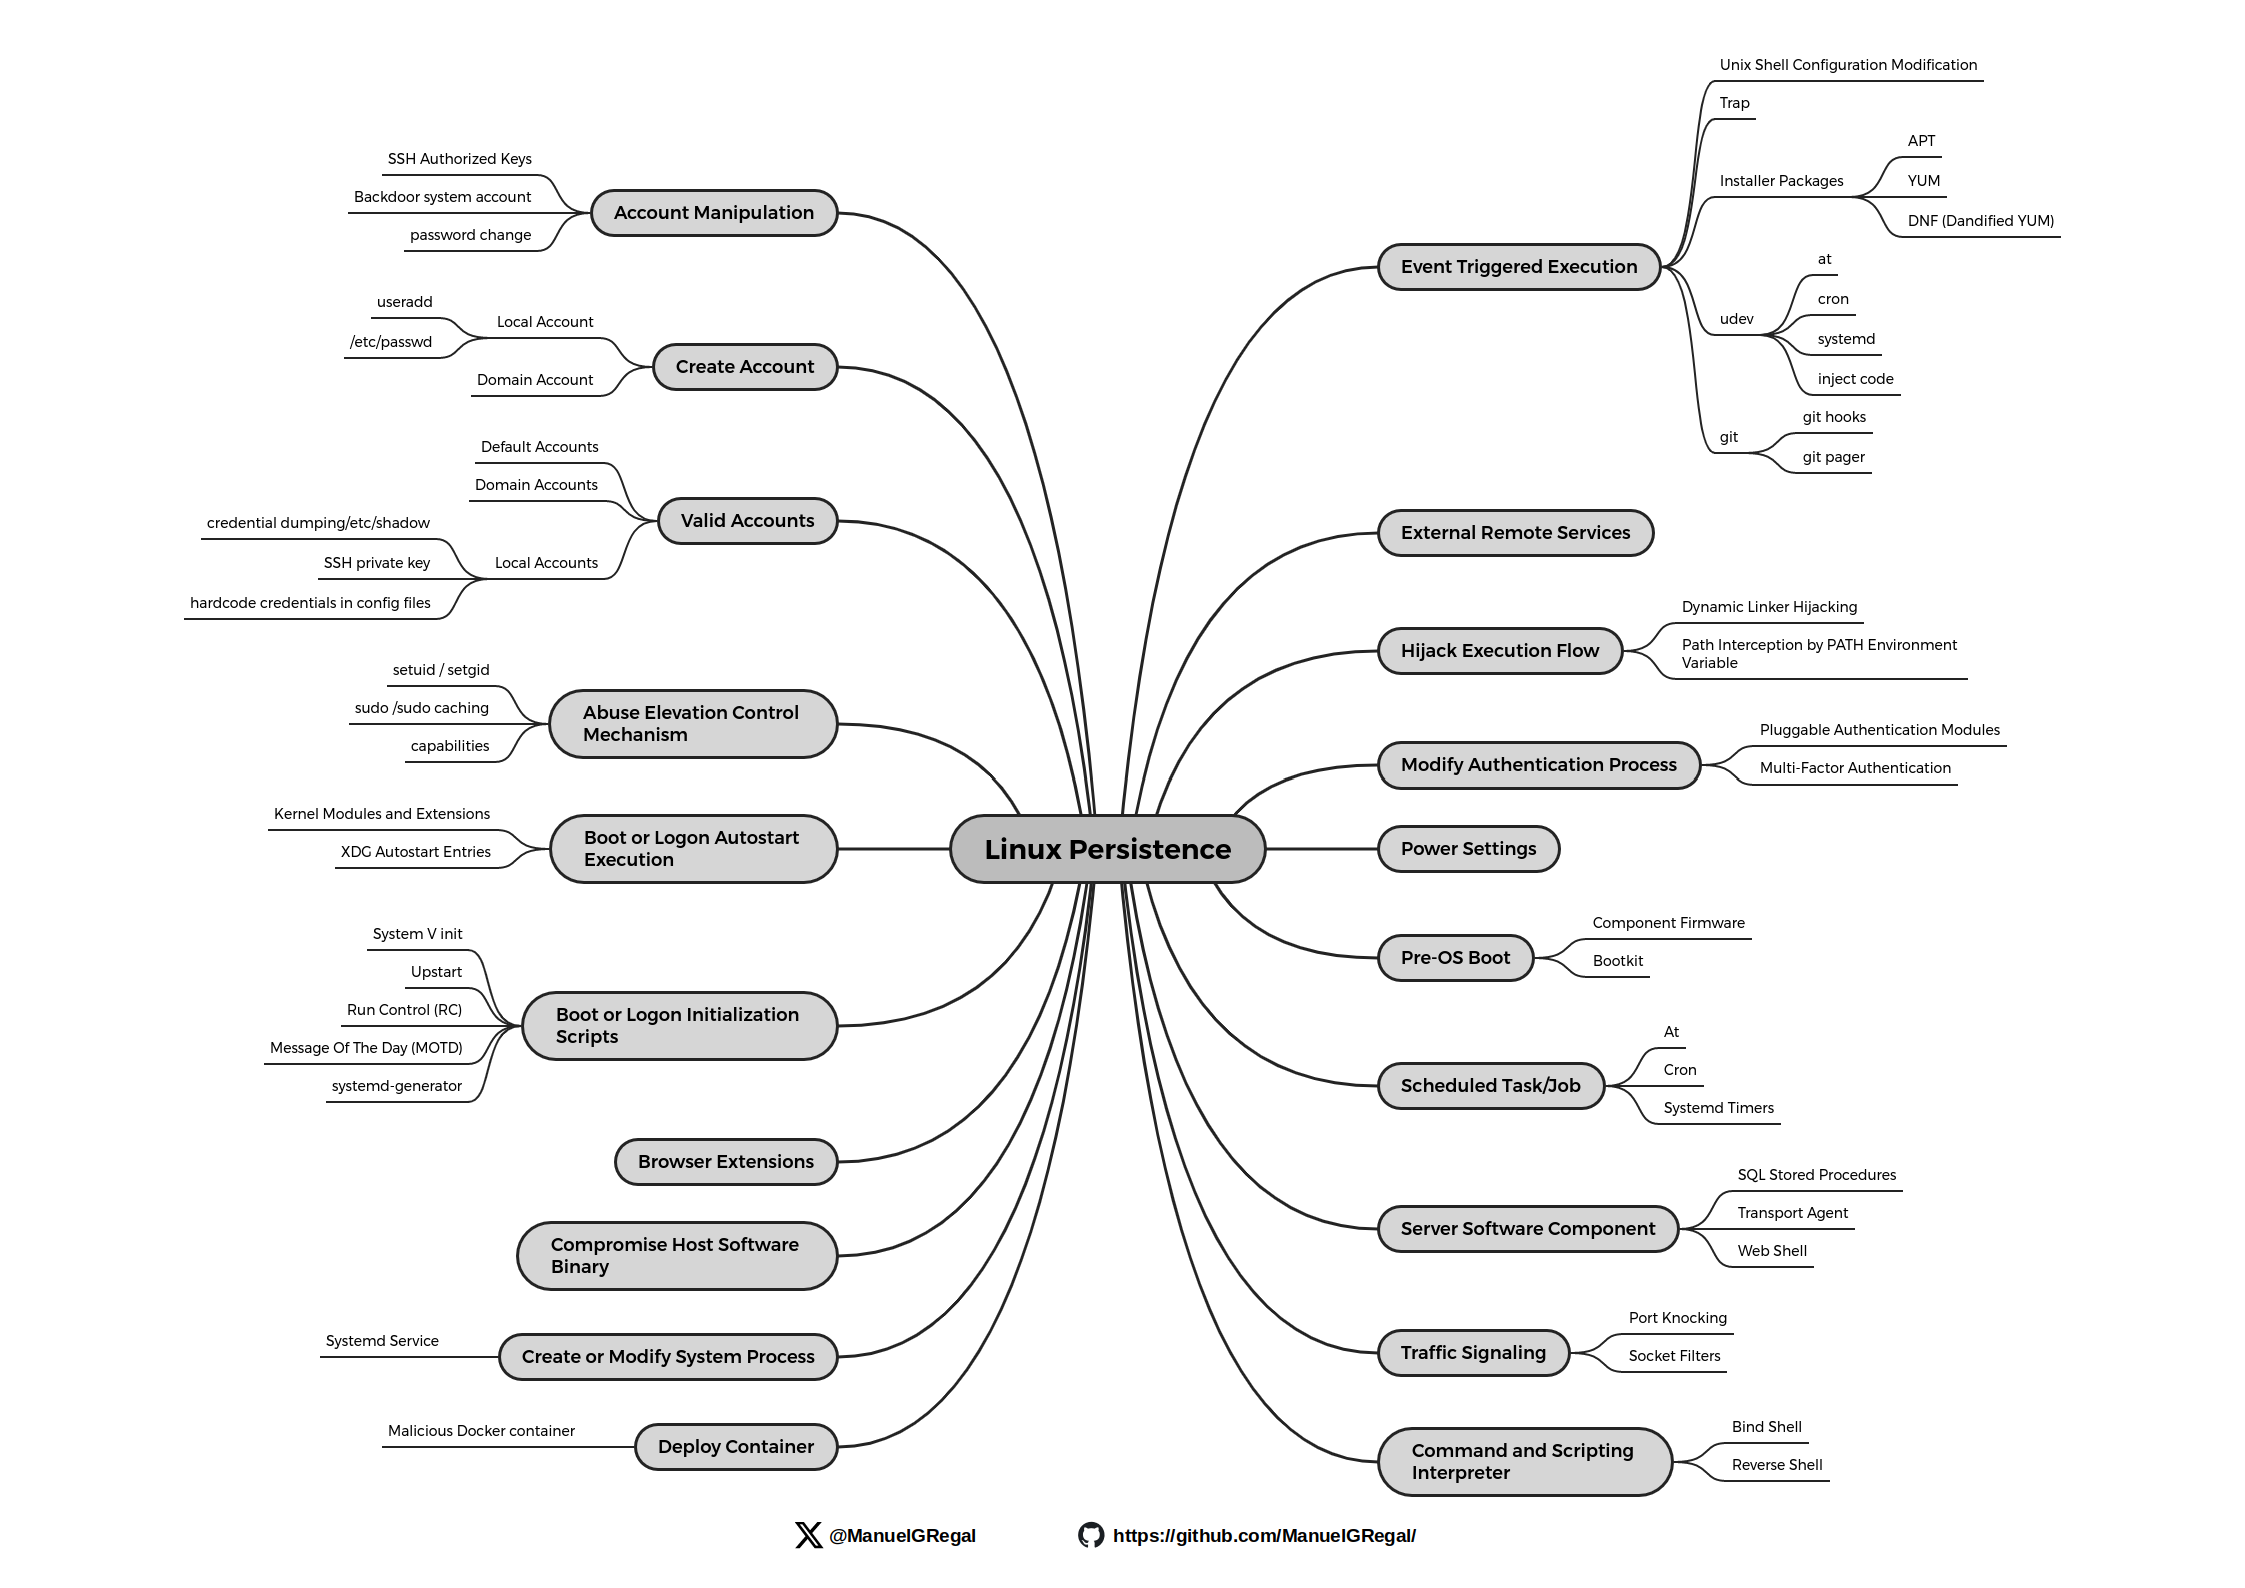 SSH Authorized Keys
Backdoor system account
password change
Account Manipulation
useradd
/etc/passwd
Local Account
Domain Account
Create Account
Default Accounts
Domain Accounts
credential dumping/etc/shadow
SSH private key
hardcode credentials in config files
Local Accounts
Valid Accounts
setuid / setgid
sudo /sudo caching
capabilities
Abuse Elevation Control
Mechanism
Kernel Modules and Extensions
XDG Autostart Entries
Boot or Logon Autostart
Execution
System V init
Upstart
Run Control (RC)
Message Of The Day (MOTD)
systemd-generator
Boot or Logon Initialization
Scripts
Browser Extensions
Compromise Host Software
Binary
Systemd Service
Create or Modify System Process
Malicious Docker container
Deploy Container
Linux Persistence
Event Triggered Execution
Unix Shell Configuration Modification
Trap
Installer Packages
APT
YUM
DNF (Dandified YUM)
udev
at
cron
systemd
inject code
git
git hooks
git pager
External Remote Services
Hijack Execution Flow
Dynamic Linker Hijacking
Path Interception by PATH Environment
Variable
Modify Authentication Process
Pluggable Authentication Modules
Multi-Factor Authentication
Power Settings
Pre-OS Boot
Component Firmware
Bootkit
Scheduled Task/Job
At
Cron
Systemd Timers
Server Software Component
SQL Stored Procedures
Transport Agent
Web Shell
Traffic Signaling
Port Knocking
Socket Filters
Command and Scripting
Interpreter
Bind Shell
Reverse Shell
@ManuelGRegal
https://github.com/ManuelGRegal/